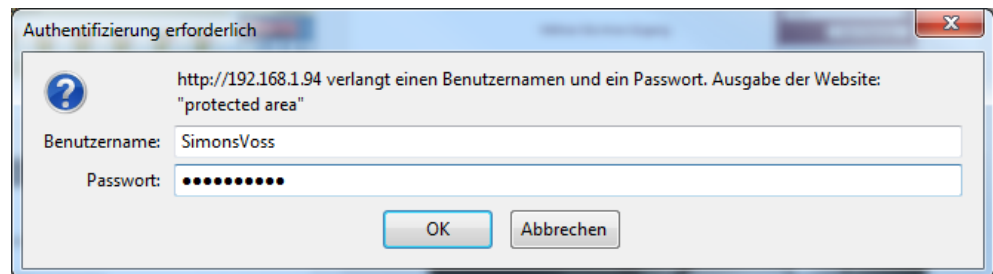 Authentifizierung erforderlich
http://192.168.1.94 verlangt einen Benutzernamen und ein Passwort. Ausgabe der Website:
"protected area"
Benutzername: SimonsVoss
Passwort: ●●●●●●●●●●
OK Abbrechen